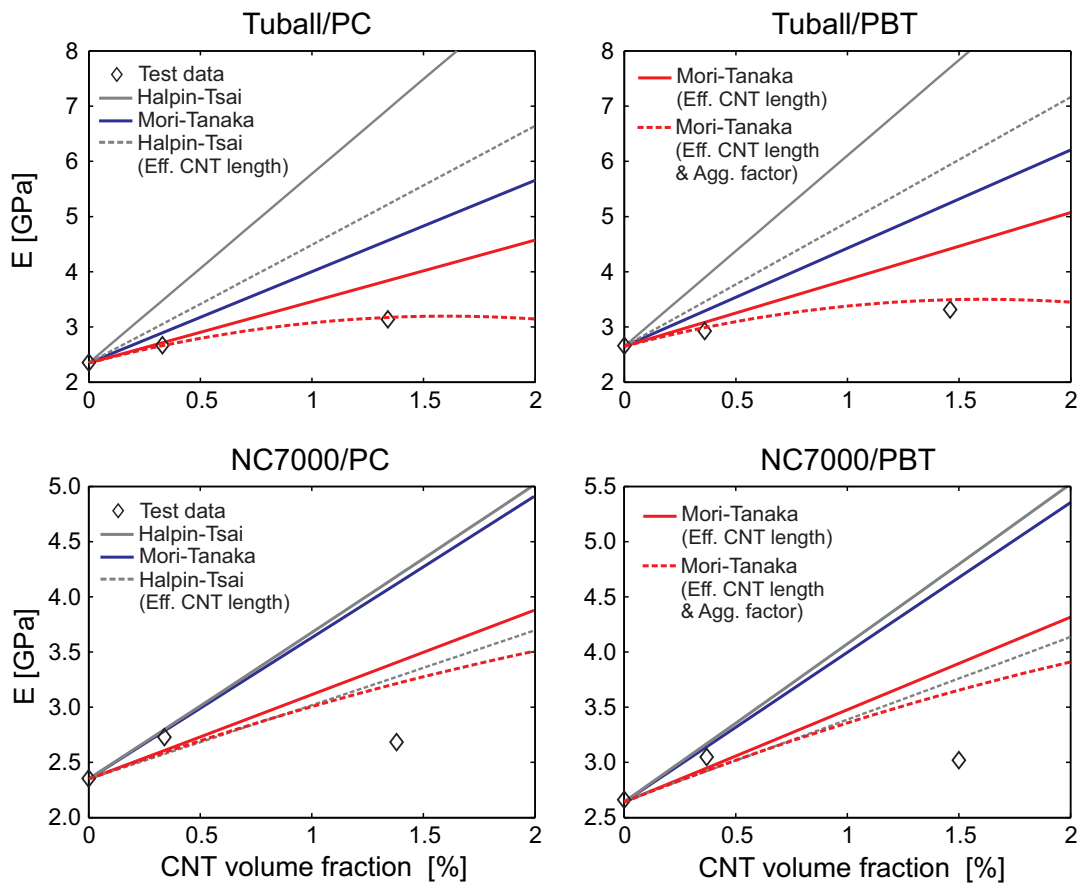 Tuball/PC
8
7
6
5
4
3
2
E [GPa]
Test data
Halpin-Tsai
Mori-Tanaka
Halpin-Tsai
(Eff. CNT length)
0
0.5
1
1.5
2
Tuball/PBT
8
7
6
5
4
3
2
Mori-Tanaka
(Eff. CNT length)
Mori-Tanaka
(Eff. CNT length
& Agg. factor)
0
0.5
1
1.5
2
NC7000/PC
5.0
4.5
4.0
3.5
3.0
2.5
2.0
E [GPa]
Test data
Halpin-Tsai
Mori-Tanaka
Halpin-Tsai
(Eff. CNT length)
0
0.5
1
1.5
2
CNT volume fraction [%]
NC7000/PBT
5.5
5.0
4.5
4.0
3.5
3.0
2.5
Mori-Tanaka
(Eff. CNT length)
Mori-Tanaka
(Eff. CNT length
& Agg. factor)
0
0.5
1
1.5
2
CNT volume fraction [%]